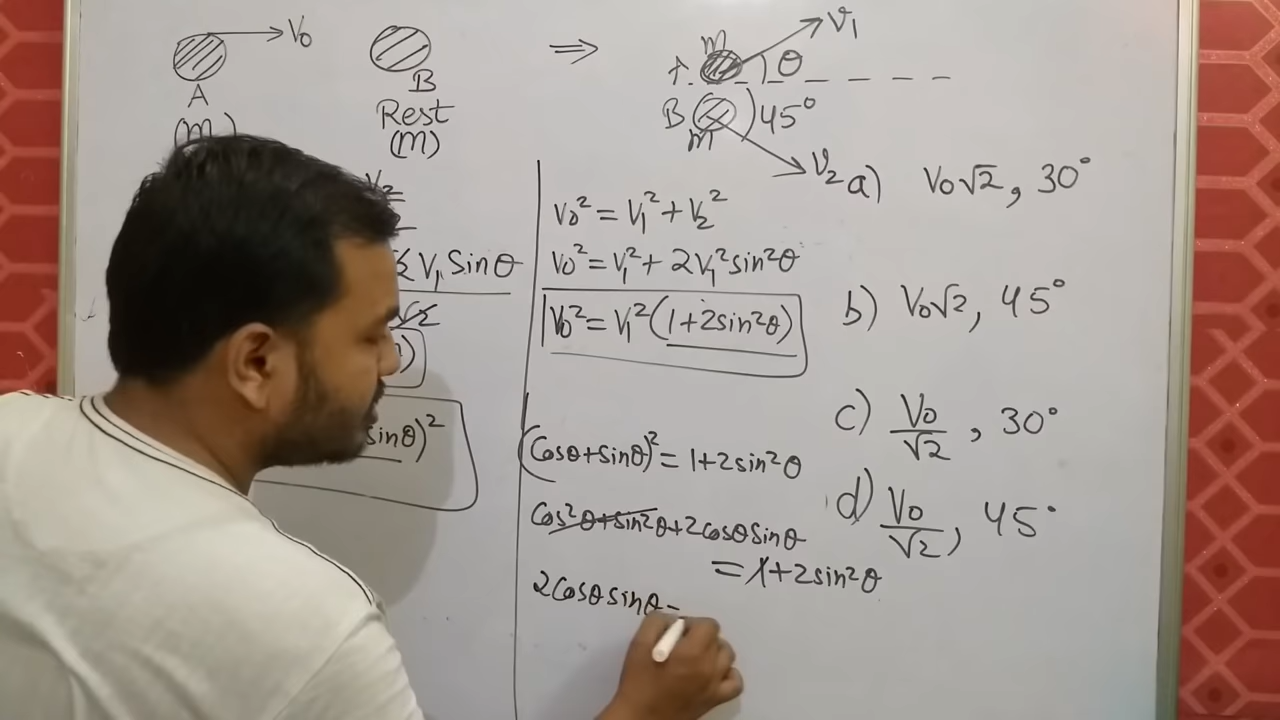 V₀
m
V₁
A
θ
B
A
B
45°
(m)
Rest
m
(M)
V₂
a) V₀√2, 30°
V₀² = V₁² + V₂²
√2 V₁ Sinθ
V₀² = V₁² + 2V₁² sin²θ
b) V₀√2, 45°
√2
V₀² = V₁² (1+2sin²θ)
c) V₀/√2 , 30°
sinθ)²
(Cosθ+sinθ)² = 1+2sin²θ
d) V₀/√2, 45°
Cos²θ+sin²θ+2cosθsinθ
= 1+2sin²θ
2Cosθsinθ=